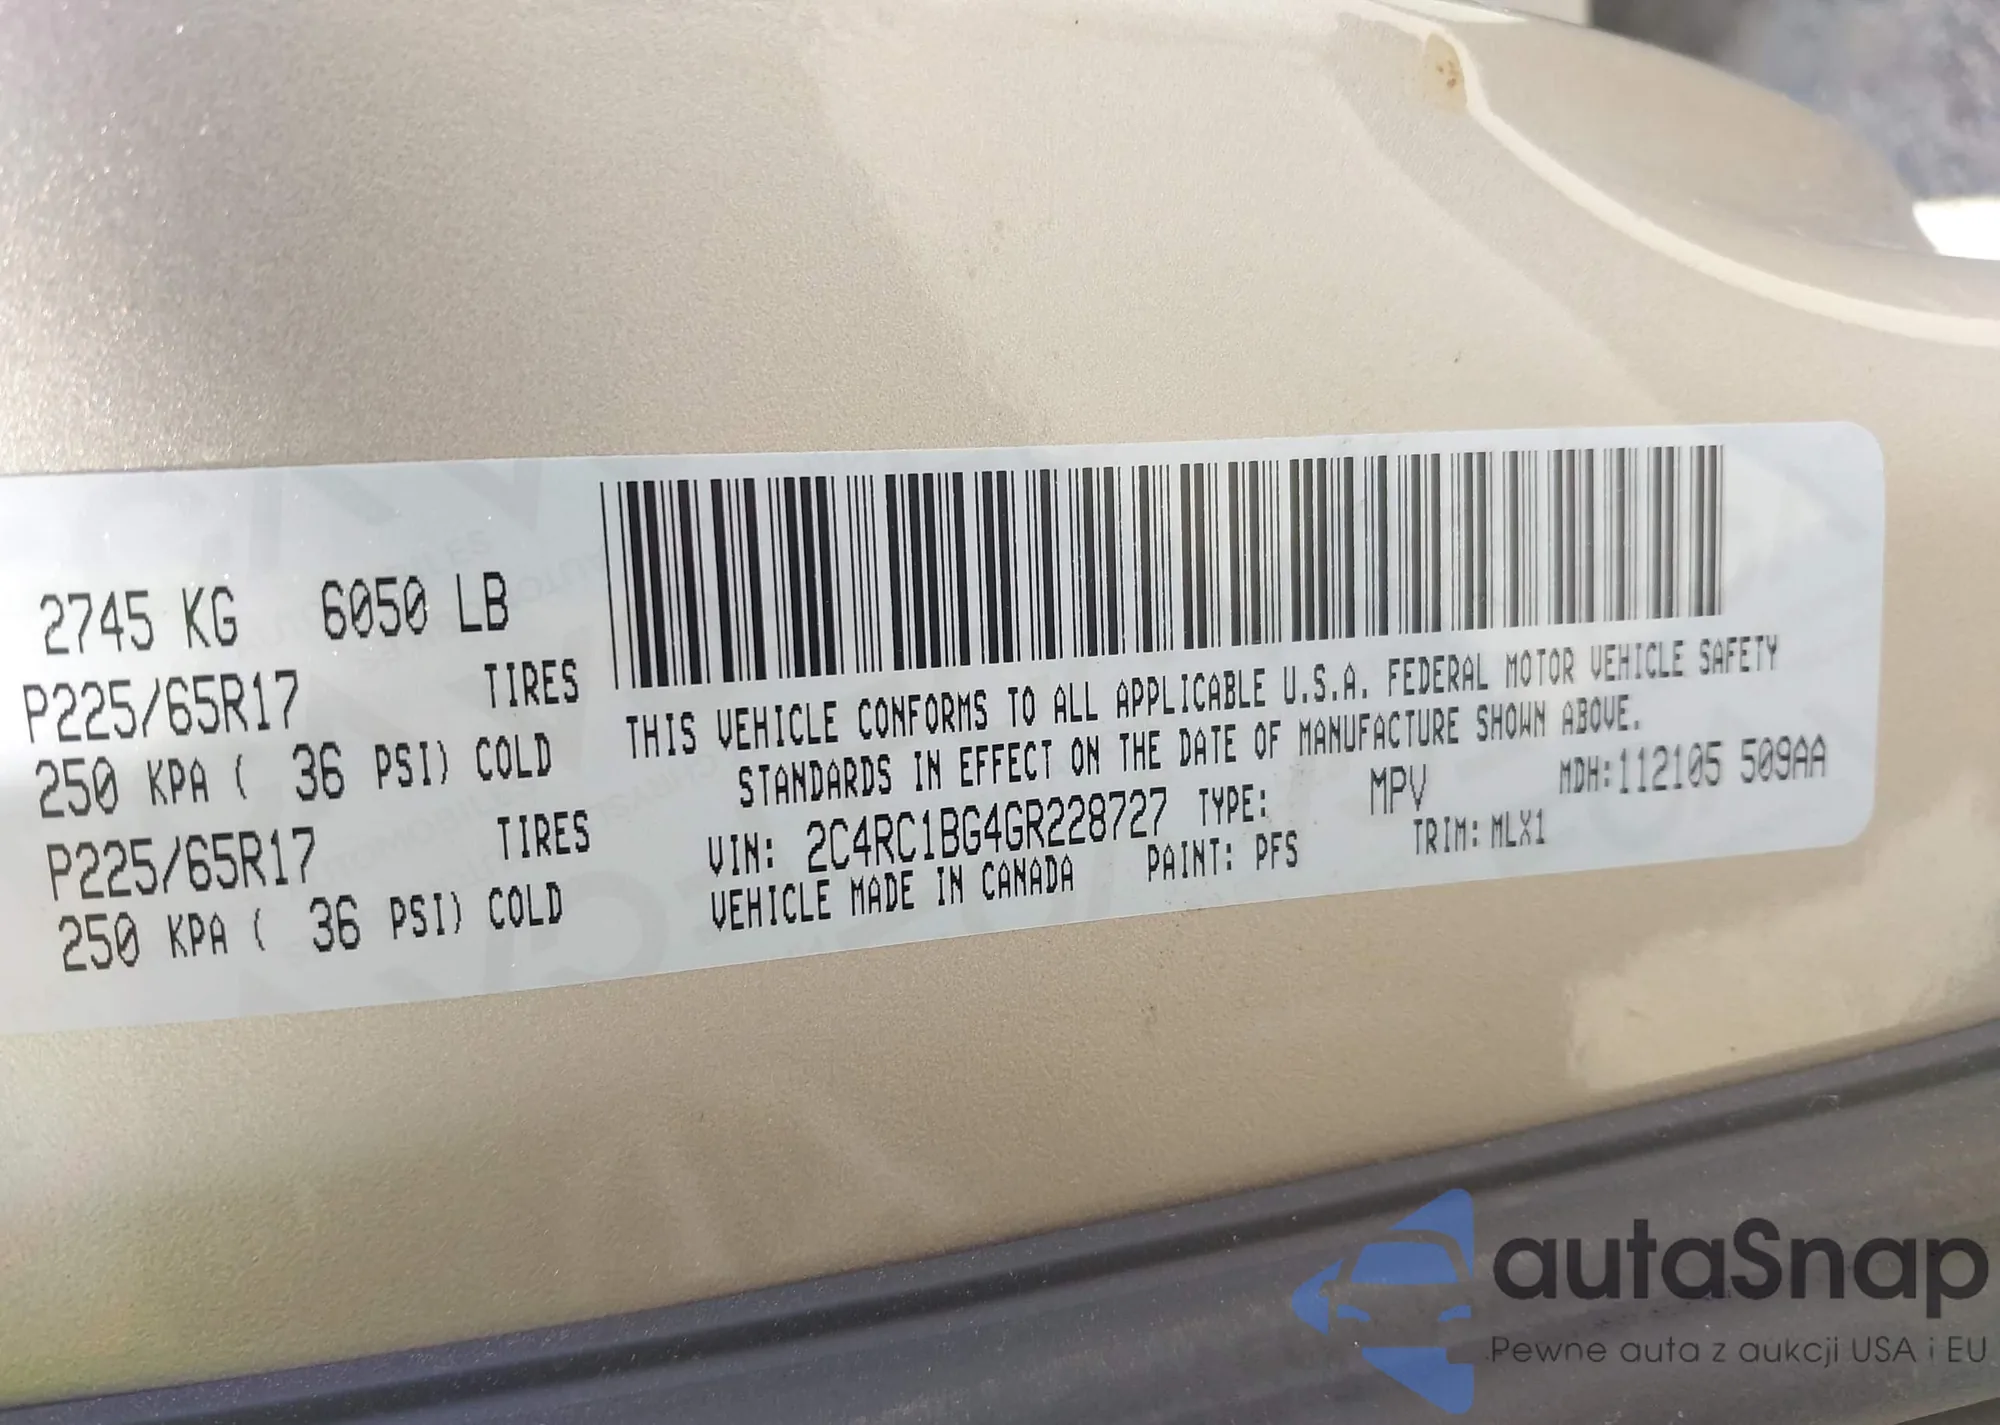 2745 KG 6050 LB
P225/65R17 TIRES
250 KPA ( 36 PSI) COLD
P225/65R17 TIRES
250 KPA ( 36 PSI) COLD
THIS VEHICLE CONFORMS TO ALL APPLICABLE U.S.A. FEDERAL MOTOR VEHICLE SAFETY
STANDARDS IN EFFECT ON THE DATE OF MANUFACTURE SHOWN ABOVE.
VIN: 2C4RC1BG4GR228727 TYPE: MPV MDH:112105 509AA
VEHICLE MADE IN CANADA PAINT: PFS TRIM: MLX1
autaSnap
Pewne auta z aukcji USA i EU